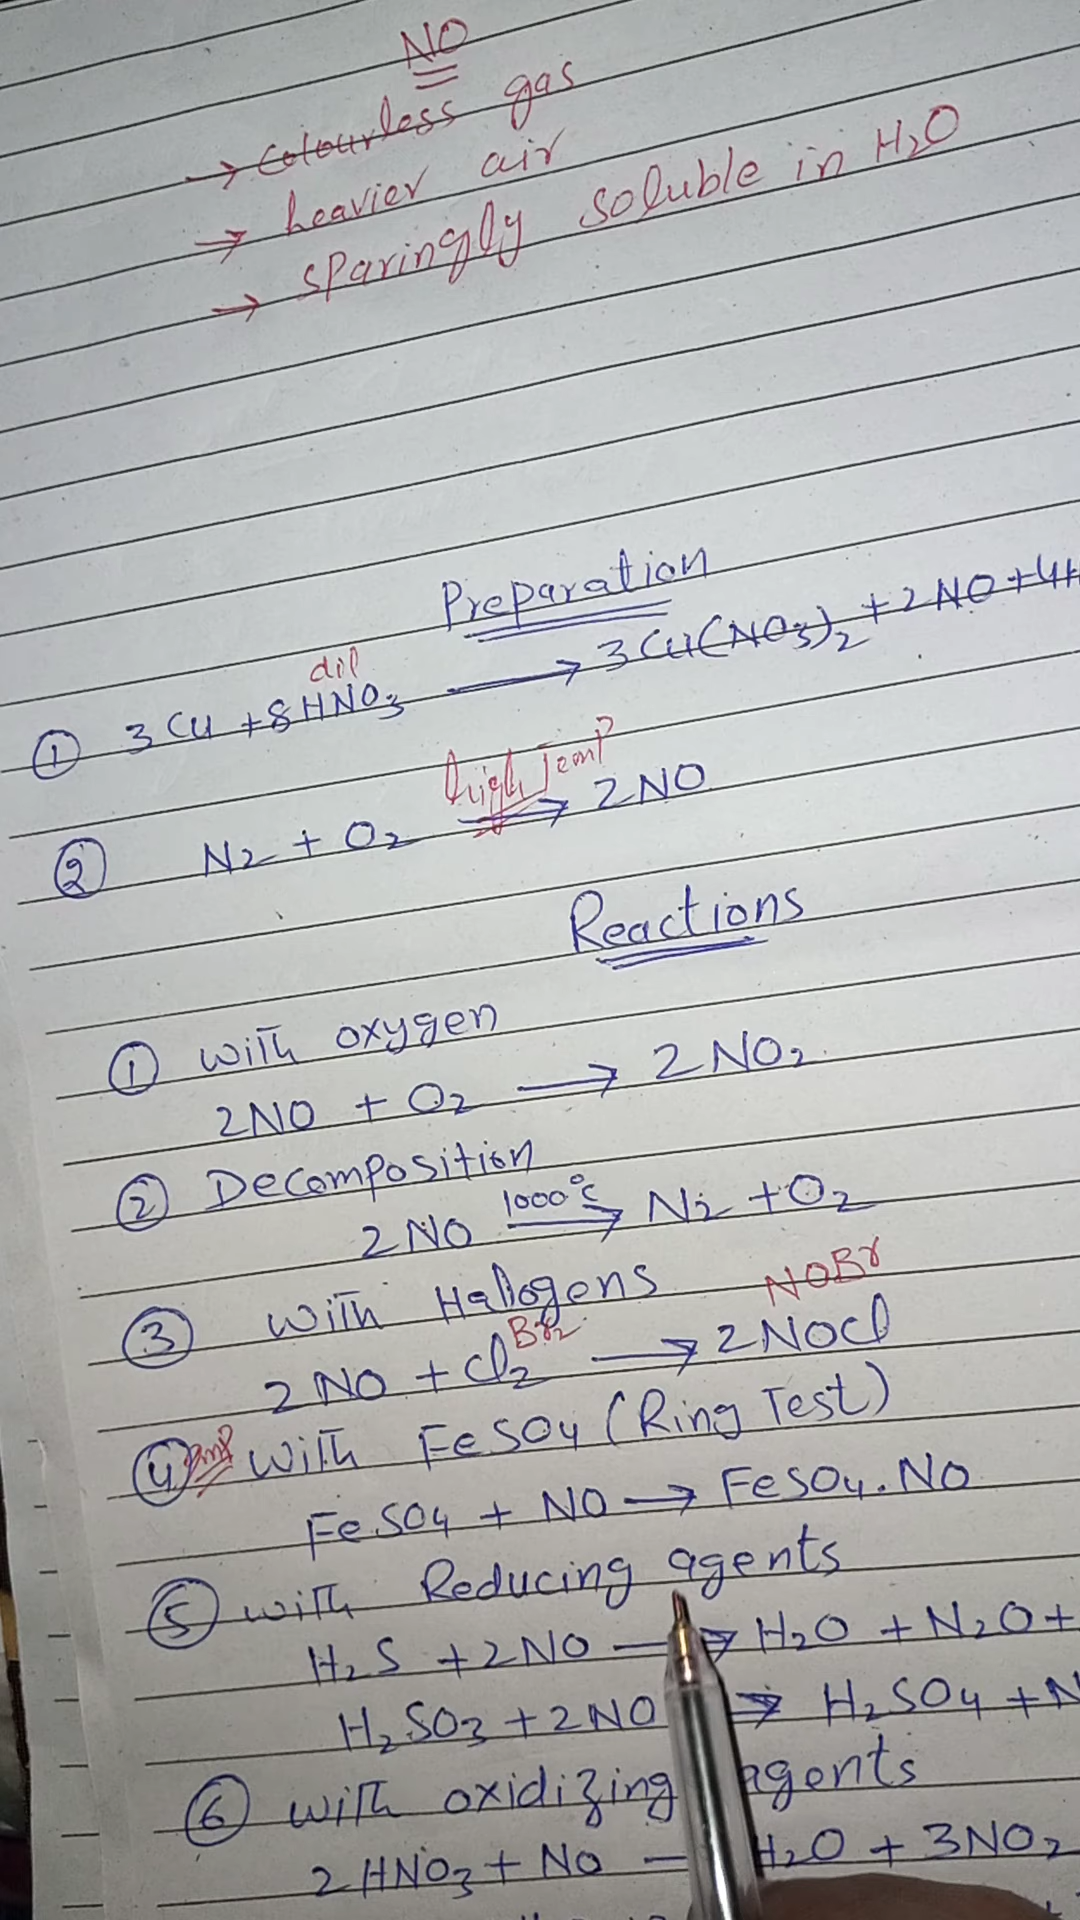 NO
→ colourless gas
→ heavier air
→ sparingly soluble in H₂O
Preparation
① 3Cu + 8HNO₃ dil → 3Cu(NO₃)₂ + 2NO + 4H
② N₂ + O₂ high Temp → 2NO
Reactions
① with oxygen
2NO + O₂ → 2NO₂
② Decomposition
2NO 1000°c → N₂ + O₂
③ with Halogens
NOBr
2NO + Cl₂ Br₂ → 2NOCl
④ Imp with FeSO₄ (Ring Test)
FeSO₄ + NO → FeSO₄.NO
⑤ with Reducing agents
H₂S + 2NO → H₂O + N₂O +
H₂SO₃ + 2NO → H₂SO₄ + N
⑥ with oxidizing agents
2HNO₃ + NO — H₂O + 3NO₂